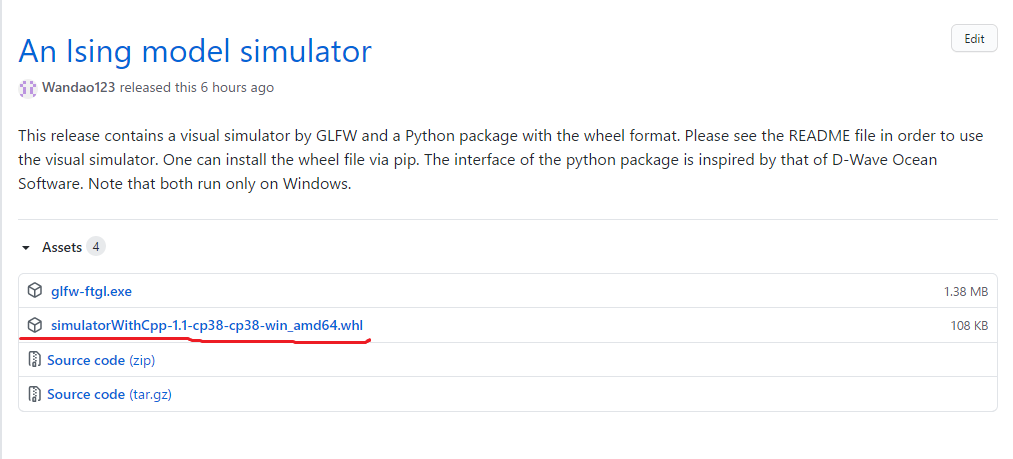 An Ising model simulator
Edit
Wandao123 released this 6 hours ago
This release contains a visual simulator by GLFW and a Python package with the wheel format. Please see the README file in order to use
the visual simulator. One can install the wheel file via pip. The interface of the python package is inspired by that of D-Wave Ocean
Software. Note that both run only on Windows.
Assets 4
glfw-ftgl.exe 1.38 MB
simulatorWithCpp-1.1-cp38-cp38-win_amd64.whl 108 KB
Source code (zip)
Source code (tar.gz)